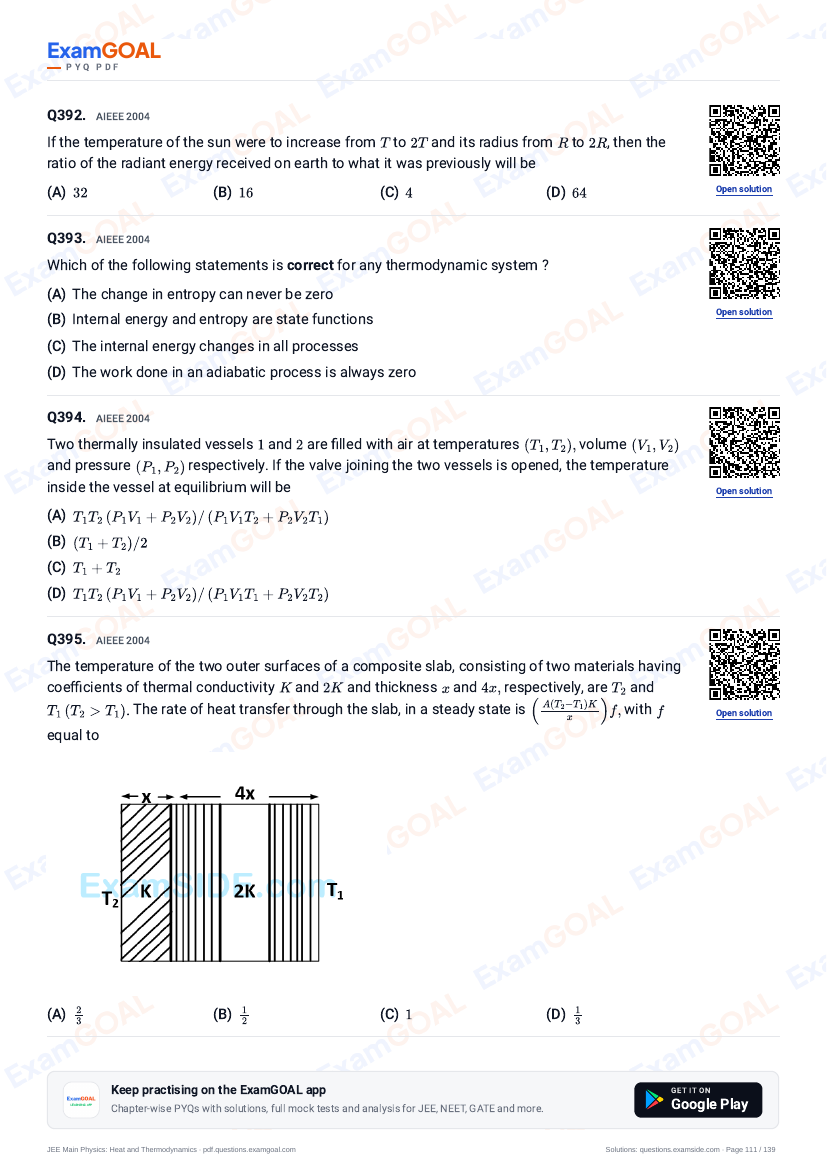 ExamGOAL
PYQ PDF
Q392. AIEEE 2004
If the temperature of the sun were to increase from T to 2T and its radius from R to 2R, then the
ratio of the radiant energy received on earth to what it was previously will be
(A) 32 (B) 16 (C) 4 (D) 64
Open solution
Q393. AIEEE 2004
Which of the following statements is correct for any thermodynamic system ?
(A) The change in entropy can never be zero
(B) Internal energy and entropy are state functions
(C) The internal energy changes in all processes
(D) The work done in an adiabatic process is always zero
Open solution
Q394. AIEEE 2004
Two thermally insulated vessels 1 and 2 are filled with air at temperatures (T₁, T₂), volume (V₁, V₂)
and pressure (P₁, P₂) respectively. If the valve joining the two vessels is opened, the temperature
inside the vessel at equilibrium will be
(A) T₁T₂ (P₁V₁ + P₂V₂)/ (P₁V₁T₂ + P₂V₂T₁)
(B) (T₁ + T₂)/2
(C) T₁ + T₂
(D) T₁T₂ (P₁V₁ + P₂V₂)/ (P₁V₁T₁ + P₂V₂T₂)
Open solution
Q395. AIEEE 2004
The temperature of the two outer surfaces of a composite slab, consisting of two materials having
coefficients of thermal conductivity K and 2K and thickness x and 4x, respectively, are T₂ and
T₁ (T₂ > T₁). The rate of heat transfer through the slab, in a steady state is (A(T₂−T₁)K/x) f, with f
equal to
Open solution
x 4x
ExamSIDE.com
T₂ K 2K T₁
(A) 2/3 (B) 1/2 (C) 1 (D) 1/3
Keep practising on the ExamGOAL app
Chapter-wise PYQs with solutions, full mock tests and analysis for JEE, NEET, GATE and more.
GET IT ON
Google Play
JEE Main Physics: Heat and Thermodynamics · pdf.questions.examgoal.com
Solutions: questions.examside.com · Page 111 / 139